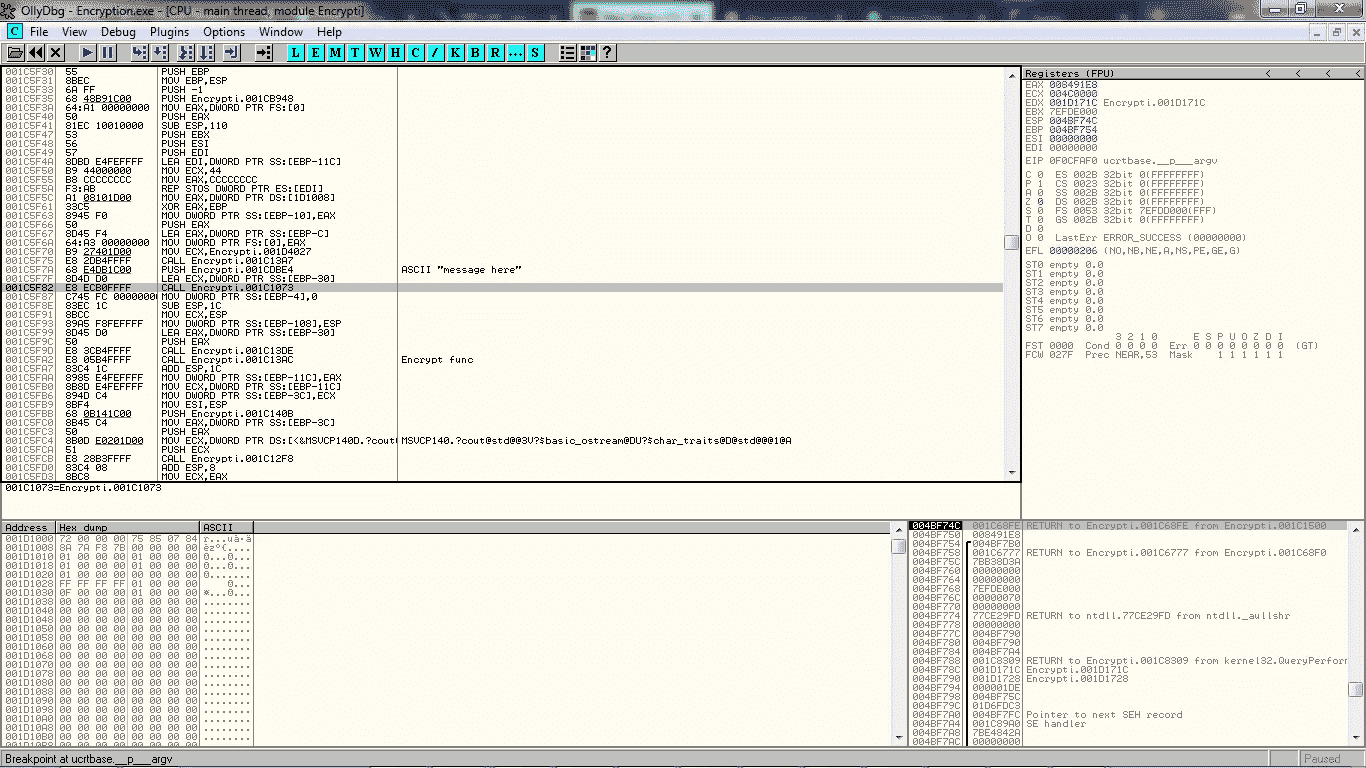 OllyDbg - Encryption.exe - [CPU - main thread, module Encrypti]
C File View Debug Plugins Options Window Help
L E M T W H C / K B R ... S ?
001C5F30 55 PUSH EBP
001C5F31 8BEC MOV EBP,ESP
001C5F33 6A FF PUSH -1
001C5F35 68 48B91C00 PUSH Encrypti.001CB948
001C5F3A 64:A1 00000000 MOV EAX,DWORD PTR FS:[0]
001C5F40 50 PUSH EAX
001C5F41 81EC 10010000 SUB ESP,110
001C5F47 53 PUSH EBX
001C5F48 56 PUSH ESI
001C5F49 57 PUSH EDI
001C5F4A 8DBD E4FEFFFF LEA EDI,DWORD PTR SS:[EBP-11C]
001C5F50 B9 44000000 MOV ECX,44
001C5F55 B8 CCCCCCCC MOV EAX,CCCCCCCC
001C5F5A F3:AB REP STOS DWORD PTR ES:[EDI]
001C5F5C A1 08101D00 MOV EAX,DWORD PTR DS:[1D1008]
001C5F61 33C5 XOR EAX,EBP
001C5F63 8945 F0 MOV DWORD PTR SS:[EBP-10],EAX
001C5F66 50 PUSH EAX
001C5F67 8D45 F4 LEA EAX,DWORD PTR SS:[EBP-C]
001C5F6A 64:A3 00000000 MOV DWORD PTR FS:[0],EAX
001C5F70 B9 27401D00 MOV ECX,Encrypti.001D4027
001C5F75 E8 2DB4FFFF CALL Encrypti.001C13A7
001C5F7A 68 E4DB1C00 PUSH Encrypti.001CDBE4 ASCII "message here"
001C5F7F 8D4D D0 LEA ECX,DWORD PTR SS:[EBP-30]
001C5F82 E8 ECB0FFFF CALL Encrypti.001C1073
001C5F87 C745 FC 0000000( MOV DWORD PTR SS:[EBP-4],0
001C5F8E 83EC 1C SUB ESP,1C
001C5F91 8BCC MOV ECX,ESP
001C5F93 89A5 F8FEFFFF MOV DWORD PTR SS:[EBP-108],ESP
001C5F99 8D45 D0 LEA EAX,DWORD PTR SS:[EBP-30]
001C5F9C 50 PUSH EAX
001C5F9D E8 3CB4FFFF CALL Encrypti.001C13DE
001C5FA2 E8 05B4FFFF CALL Encrypti.001C13AC Encrypt func
001C5FA7 83C4 1C ADD ESP,1C
001C5FAA 8985 E4FEFFFF MOV DWORD PTR SS:[EBP-11C],EAX
001C5FB0 8B8D E4FEFFFF MOV ECX,DWORD PTR SS:[EBP-11C]
001C5FB6 894D C4 MOV DWORD PTR SS:[EBP-3C],ECX
001C5FB9 8BF4 MOV ESI,ESP
001C5FBB 68 0B141C00 PUSH Encrypti.001C140B
001C5FC0 8B45 C4 MOV EAX,DWORD PTR SS:[EBP-3C]
001C5FC3 50 PUSH EAX
001C5FC4 8B0D E0201D00 MOV ECX,DWORD PTR DS:[<&MSVCP140D.?cout( MSVCP140.?cout@std@@3V?$basic_ostream@DU?$char_traits@D@std@@@1@A
001C5FCA 51 PUSH ECX
001C5FCB E8 28B3FFFF CALL Encrypti.001C12F8
001C5FD0 83C4 08 ADD ESP,8
001C5FD3 8BC8 MOV ECX,EAX
001C1073=Encrypti.001C1073
Registers (FPU) < < < <
EAX 008491E8
ECX 004C0000
EDX 001D171C Encrypti.001D171C
EBX 7EFDE000
ESP 004BF74C
EBP 004BF754
ESI 00000000
EDI 00000000
EIP 0F0CFAF0 ucrtbase.__p___argv
C 0 ES 002B 32bit 0(FFFFFFFF)
P 1 CS 0023 32bit 0(FFFFFFFF)
A 0 SS 002B 32bit 0(FFFFFFFF)
Z 0 DS 002B 32bit 0(FFFFFFFF)
S 0 FS 0053 32bit 7EFDD000(FFF)
T 0 GS 002B 32bit 0(FFFFFFFF)
D 0
O 0 LastErr ERROR_SUCCESS (00000000)
EFL 00000206 (NO,NB,NE,A,NS,PE,GE,G)
ST0 empty 0.0
ST1 empty 0.0
ST2 empty 0.0
ST3 empty 0.0
ST4 empty 0.0
ST5 empty 0.0
ST6 empty 0.0
ST7 empty 0.0
3 2 1 0 E S P U O Z D I
FST 0000 Cond 0 0 0 0 Err 0 0 0 0 0 0 0 0 (GT)
FCW 027F Prec NEAR,53 Mask 1 1 1 1 1 1
Address Hex dump ASCII
001D1000 72 00 00 00 75 85 07 84
001D1008 8A 7A F8 7B 00 00 00 00
001D1010 01 00 00 00 01 00 00 00
001D1018 01 00 00 00 01 00 00 00
001D1020 01 00 00 00 00 00 00 00
001D1028 FF FF FF FF 01 00 00 00
001D1030 0F 00 00 00 01 00 00 00
001D1038 00 00 00 00 00 00 00 00 ........
001D1040 00 00 00 00 00 00 00 00 ........
001D1048 00 00 00 00 00 00 00 00 ........
001D1050 00 00 00 00 00 00 00 00 ........
001D1058 00 00 00 00 00 00 00 00 ........
001D1060 00 00 00 00 00 00 00 00 ........
001D1068 00 00 00 00 00 00 00 00 ........
001D1070 00 00 00 00 00 00 00 00 ........
001D1078 00 00 00 00 00 00 00 00 ........
001D1080 00 00 00 00 00 00 00 00 ........
001D1088 00 00 00 00 00 00 00 00 ........
001D1090 00 00 00 00 00 00 00 00 ........
001D1098 00 00 00 00 00 00 00 00 ........
001D10A0 00 00 00 00 00 00 00 00 ........
001D10A8 00 00 00 00 00 00 00 00 ........
001D10B0 00 00 00 00 00 00 00 00 ........
004BF74C 001C68FE RETURN to Encrypti.001C68FE from Encrypti.001C1500
004BF750 008491E8
004BF754 004BF7B0
004BF758 001C6777 RETURN to Encrypti.001C6777 from Encrypti.001C68F0
004BF75C 7BB38D3A
004BF760 00000000
004BF764 00000000
004BF768 7EFDE000
004BF76C 00000070
004BF770 00000000
004BF774 77CE29FD RETURN to ntdll.77CE29FD from ntdll._aullshr
004BF778 00000000
004BF77C 004BF790
004BF780 004BF790
004BF784 004BF7A4
004BF788 001C8309 RETURN to Encrypti.001C8309 from kernel32.QueryPerfor
004BF78C 001D171C Encrypti.001D171C
004BF790 001D1728 Encrypti.001D1728
004BF794 000001DE
004BF798 004BF75C
004BF79C 01D6FDC3
004BF7A0 004BF7FC Pointer to next SEH record
004BF7A4 001C89A0 SE handler
004BF7A8 7BE4842A
004BF7AC 00000000
Breakpoint at ucrtbase.__p___argv
Paused